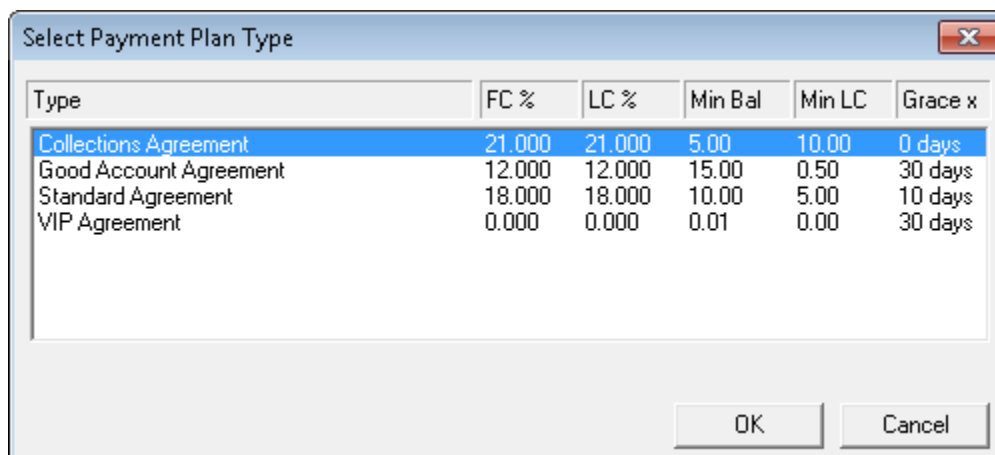 Select Payment Plan Type
Type FC % LC % Min Bal Min LC Grace x
Collections Agreement 21.000 21.000 5.00 10.00 0 days
Good Account Agreement 12.000 12.000 15.00 0.50 30 days
Standard Agreement 18.000 18.000 10.00 5.00 10 days
VIP Agreement 0.000 0.000 0.01 0.00 30 days
OK Cancel